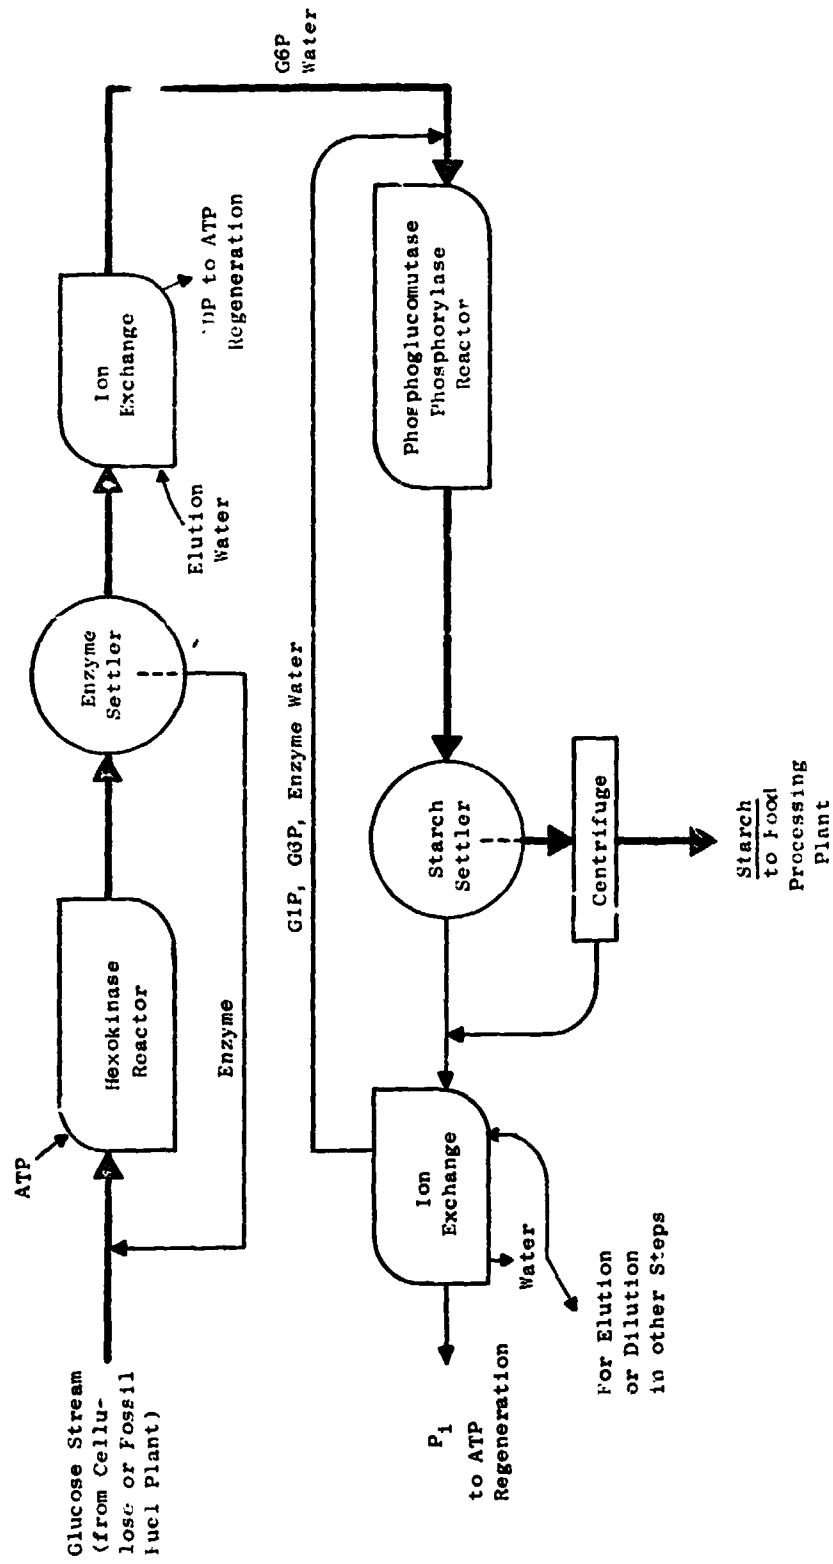 Glucose Stream
(from Cellu-
lose or Fossil
Fuel Plant)
ATP
Hexokinase
Reactor
Enzyme
Enzyme
Settler
Elution
Water
Ion
Exchange
DP to ATP
Regeneration
G6P
Water
G1P, G6P, Enzyme Water
Phosphoglucomutase
Phosphorylase
Reactor
Starch
Settler
Centrifuge
Starch
to Food
Processing
Plant
Ion
Exchange
Water
For Elution
or Dilution
in other Steps
Pi
to ATP
Regeneration